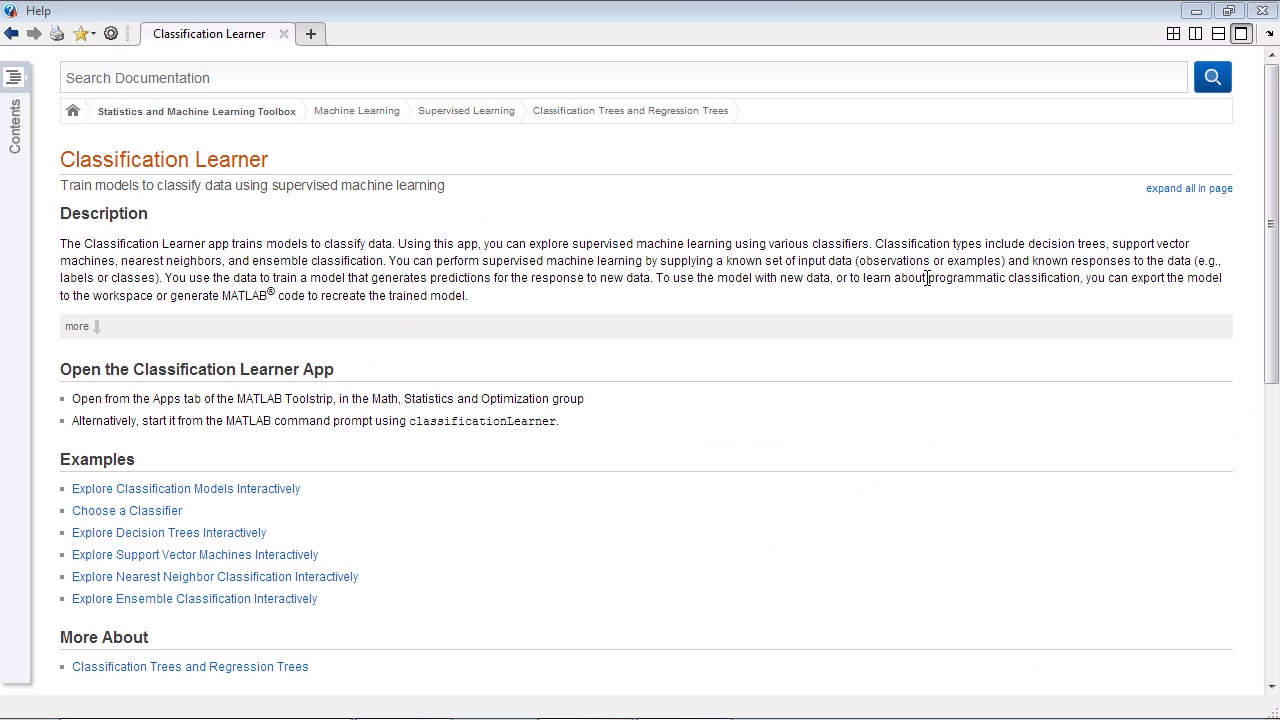 Help
Classification Learner
Search Documentation
Statistics and Machine Learning Toolbox Machine Learning Supervised Learning Classification Trees and Regression Trees
Contents
Classification Learner
Train models to classify data using supervised machine learning
expand all in page
Description
The Classification Learner app trains models to classify data. Using this app, you can explore supervised machine learning using various classifiers. Classification types include decision trees, support vector
machines, nearest neighbors, and ensemble classification. You can perform supervised machine learning by supplying a known set of input data (observations or examples) and known responses to the data (e.g.,
labels or classes). You use the data to train a model that generates predictions for the response to new data. To use the model with new data, or to learn about programmatic classification, you can export the model
to the workspace or generate MATLAB® code to recreate the trained model.
more
Open the Classification Learner App
Open from the Apps tab of the MATLAB Toolstrip, in the Math, Statistics and Optimization group
Alternatively, start it from the MATLAB command prompt using classificationLearner.
Examples
Explore Classification Models Interactively
Choose a Classifier
Explore Decision Trees Interactively
Explore Support Vector Machines Interactively
Explore Nearest Neighbor Classification Interactively
Explore Ensemble Classification Interactively
More About
Classification Trees and Regression Trees